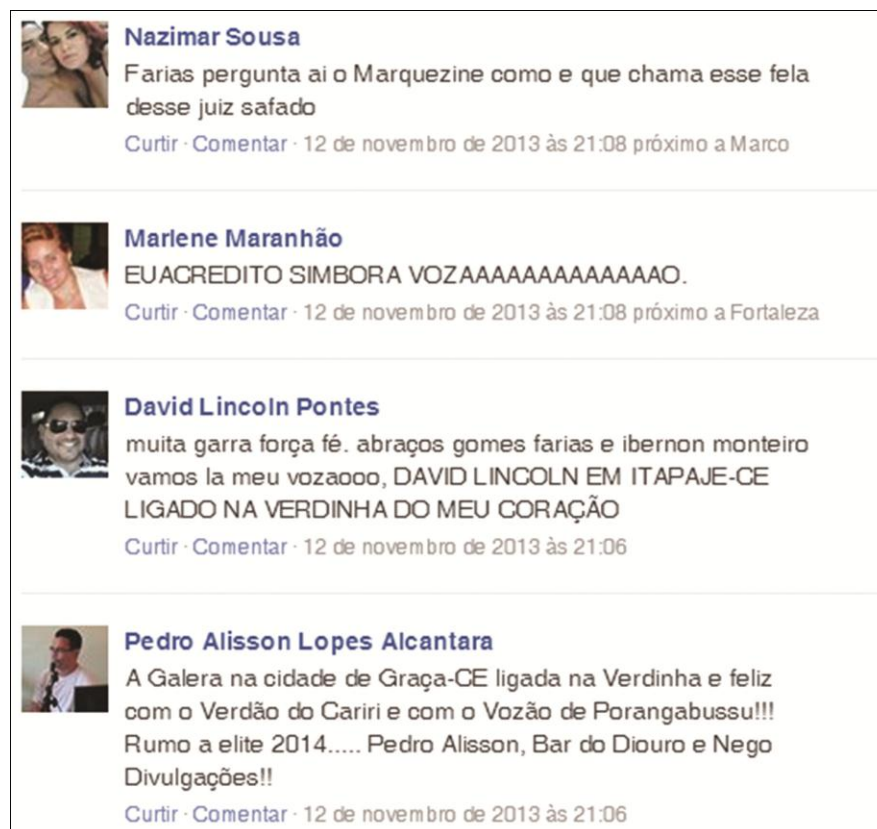 Nazimar Sousa
Farias pergunta ai o Marquezine como e que chama esse fela
desse juiz safado
Curtir · Comentar · 12 de novembro de 2013 às 21:08 próximo a Marco
Marlene Maranhão
EUACREDITO SIMBORA VOZAAAAAAAAAAAAAO.
Curtir · Comentar · 12 de novembro de 2013 às 21:08 próximo a Fortaleza
David Lincoln Pontes
muita garra força fé. abraços gomes farias e ibernon monteiro
vamos la meu vozaooo, DAVID LINCOLN EM ITAPAJE-CE
LIGADO NA VERDINHA DO MEU CORAÇÃO
Curtir · Comentar · 12 de novembro de 2013 às 21:06
Pedro Alisson Lopes Alcantara
A Galera na cidade de Graça-CE ligada na Verdinha e feliz
com o Verdão do Cariri e com o Vozão de Porangabussu!!!
Rumo a elite 2014..... Pedro Alisson, Bar do Diouro e Nego
Divulgações!!
Curtir · Comentar · 12 de novembro de 2013 às 21:06